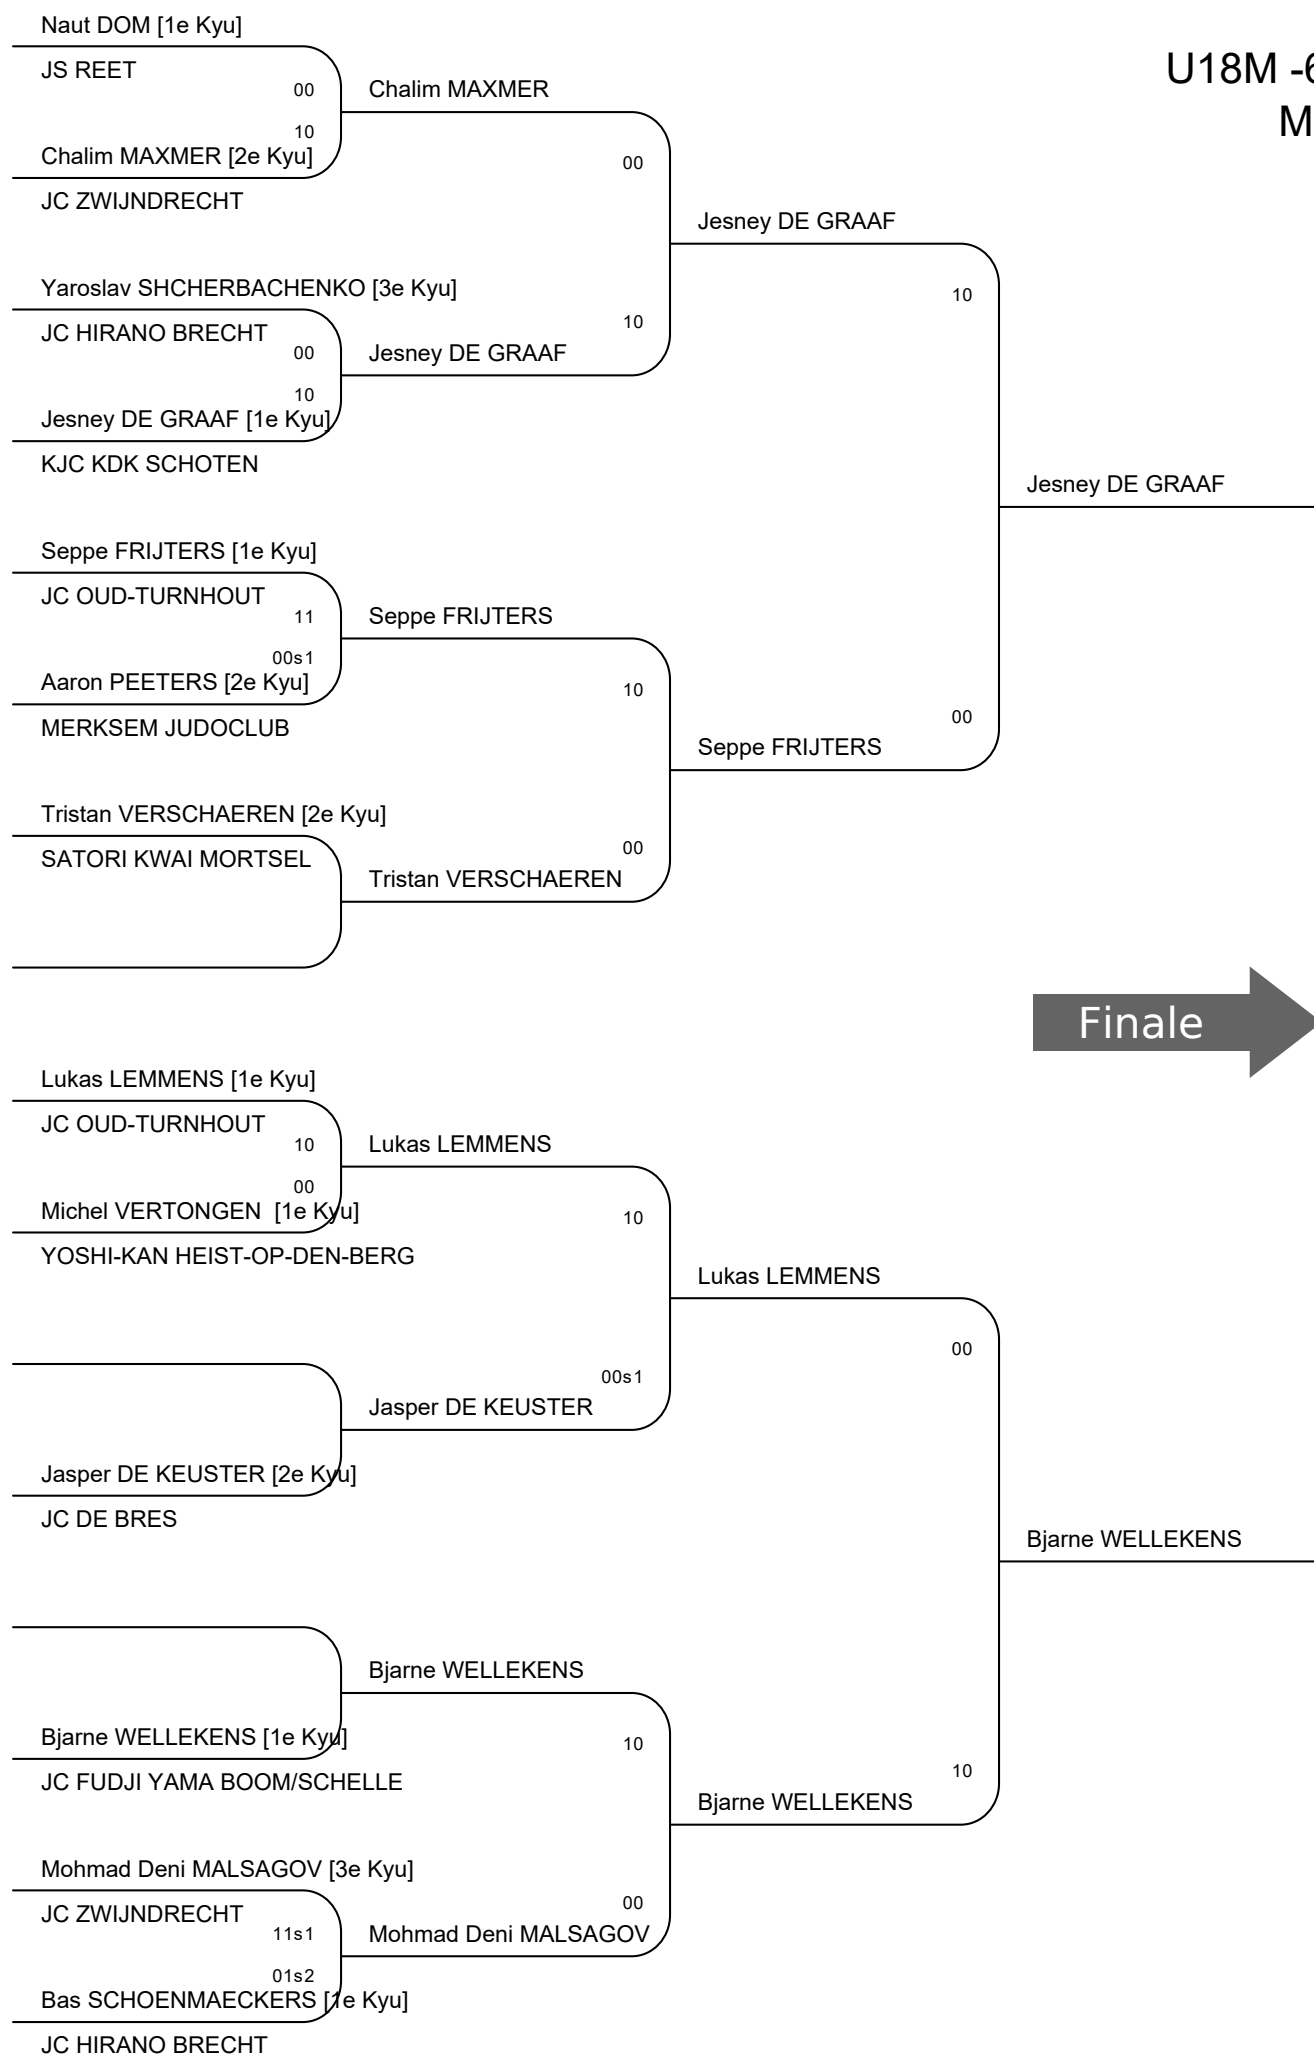 Naut DOM [1e Kyu]
JS REET
00
10
Chalim MAXMER [2e Kyu]
JC ZWIJNDRECHT
Yaroslav SHCHERBACHENKO [3e Kyu]
JC HIRANO BRECHT
00
10
Jesney DE GRAAF [1e Kyu]
KJC KDK SCHOTEN
Seppe FRIJTERS [1e Kyu]
JC OUD-TURNHOUT
11
00s1
Aaron PEETERS [2e Kyu]
MERKSEM JUDOCLUB
Tristan VERSCHAEREN [2e Kyu]
SATORI KWAI MORTSEL
Lukas LEMMENS [1e Kyu]
JC OUD-TURNHOUT
10
00
Michel VERTONGEN [1e Kyu]
YOSHI-KAN HEIST-OP-DEN-BERG
Jasper DE KEUSTER [2e Kyu]
JC DE BRES
Bjarne WELLEKENS [1e Kyu]
JC FUDJI YAMA BOOM/SCHELLE
Mohmad Deni MALSAGOV [3e Kyu]
JC ZWIJNDRECHT
11s1
01s2
Bas SCHOENMAECKERS [1e Kyu]
JC HIRANO BRECHT
Chalim MAXMER
00
10
Jesney DE GRAAF
Seppe FRIJTERS
10
00
Tristan VERSCHAEREN
Lukas LEMMENS
10
00s1
Jasper DE KEUSTER
Bjarne WELLEKENS
10
00
Mohmad Deni MALSAGOV
Jesney DE GRAAF
10
00
Seppe FRIJTERS
Lukas LEMMENS
00
10
Bjarne WELLEKENS
U18M -6
M
Jesney DE GRAAF
Finale
Bjarne WELLEKENS